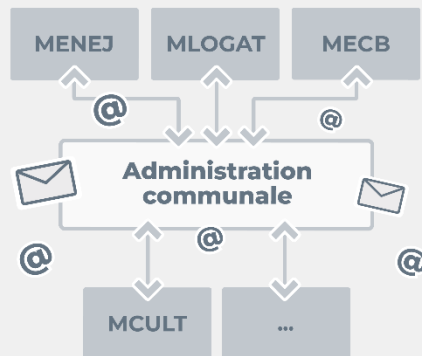 MENEJ
MLOGAT
MECB
@
@
Administration
communale
@
@
@
MCULT
...